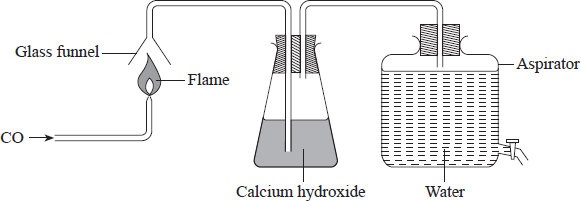 Glass funnel
Flame
Aspirator
CO
Calcium hydroxide
Water